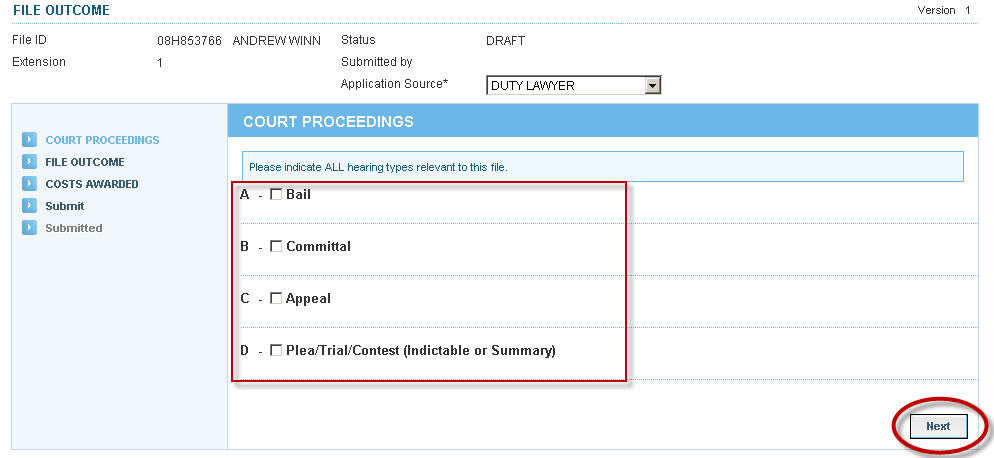 FILE OUTCOME Version 1
File ID 08H853766 ANDREW WINN Status DRAFT
Extension 1 Submitted by
Application Source* DUTY LAWYER
COURT PROCEEDINGS
FILE OUTCOME
COSTS AWARDED
Submit
Submitted
COURT PROCEEDINGS
Please indicate ALL hearing types relevant to this file.
A - Bail
B - Committal
C - Appeal
D - Plea/Trial/Contest (Indictable or Summary)
Next